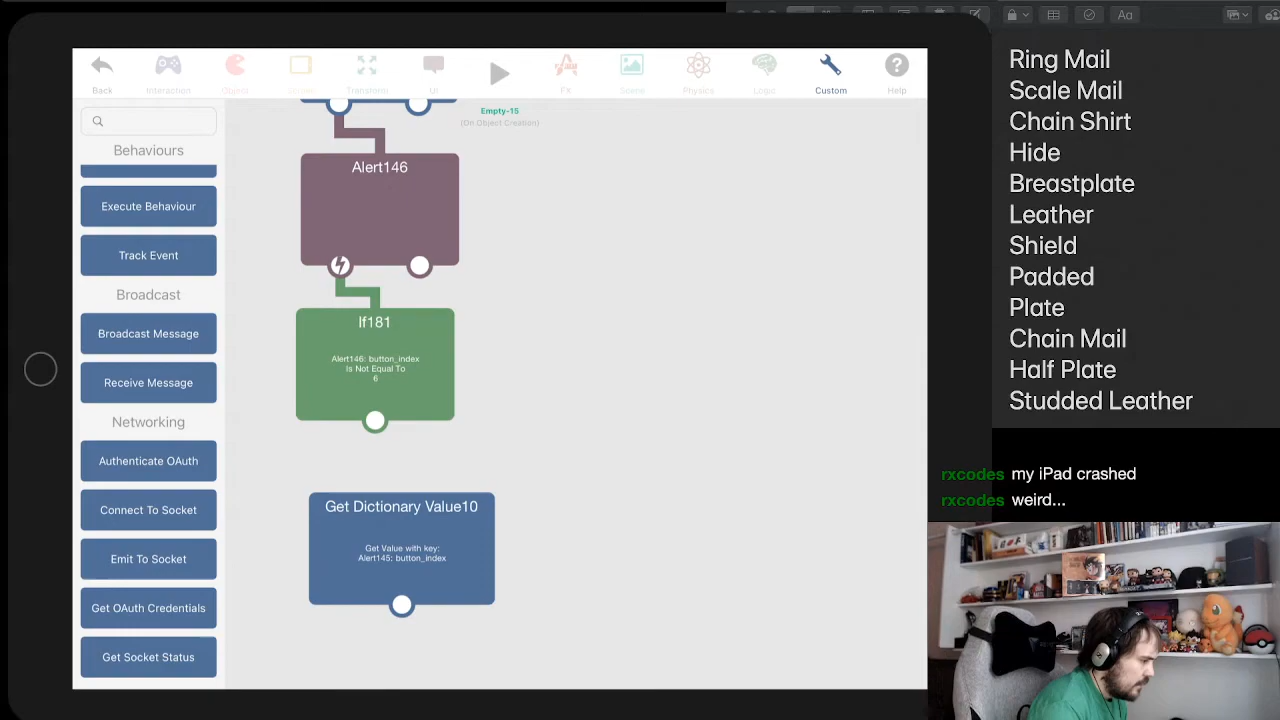 Back
Interaction
Object
Screen
Transform
UI
FX
Scene
Physics
Logic
Custom
Help
Behaviours
Execute Behaviour
Track Event
Broadcast
Broadcast Message
Receive Message
Networking
Authenticate OAuth
Connect To Socket
Emit To Socket
Get OAuth Credentials
Get Socket Status
Empty-15
(On Object Creation)
Alert146
If181
Alert146: button_index
Is Not Equal To
6
Get Dictionary Value10
Get Value with key:
Alert145: button_index
Aa
Ring Mail
Scale Mail
Chain Shirt
Hide
Breastplate
Leather
Shield
Padded
Plate
Chain Mail
Half Plate
Studded Leather
rxcodes my iPad crashed
rxcodes weird...